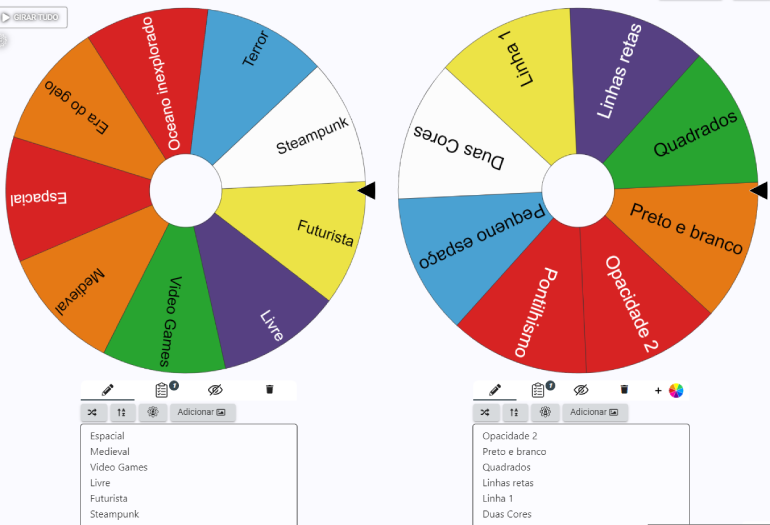 GIRAR TUDO
Oceano inexplorado
Terror
Steampunk
Futurista
Livre
Video Games
Medieval
Espacial
Era do gelo
Linhas retas
Quadrados
Preto e branco
Opacidade 2
Pontilhismo
Pequeno espaço
Duas Cores
Linha 1
1
Adicionar
Espacial
Medieval
Video Games
Livre
Futurista
Steampunk
1
+
Adicionar
Opacidade 2
Preto e branco
Quadrados
Linhas retas
Linha 1
Duas Cores